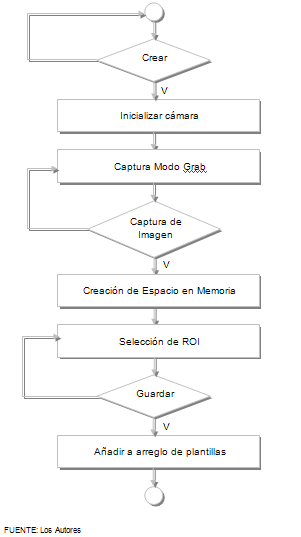 Crear
V
Inicializar cámara
Captura Modo Grab
Captura de
Imagen
V
Creación de Espacio en Memoria
Selección de ROI
Guardar
V
Añadir a arreglo de plantillas
FUENTE: Los Autores